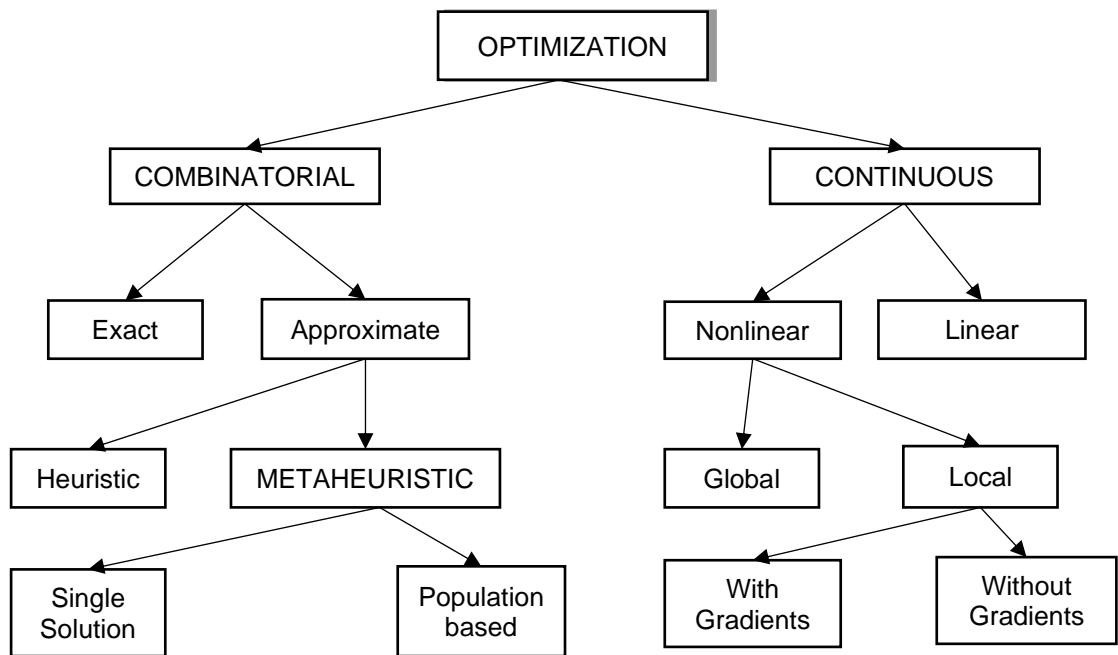 OPTIMIZATION
COMBINATORIAL
CONTINUOUS
Exact
Approximate
Nonlinear
Linear
Heuristic
METAHEURISTIC
Global
Local
Single
Solution
Population
based
With
Gradients
Without
Gradients